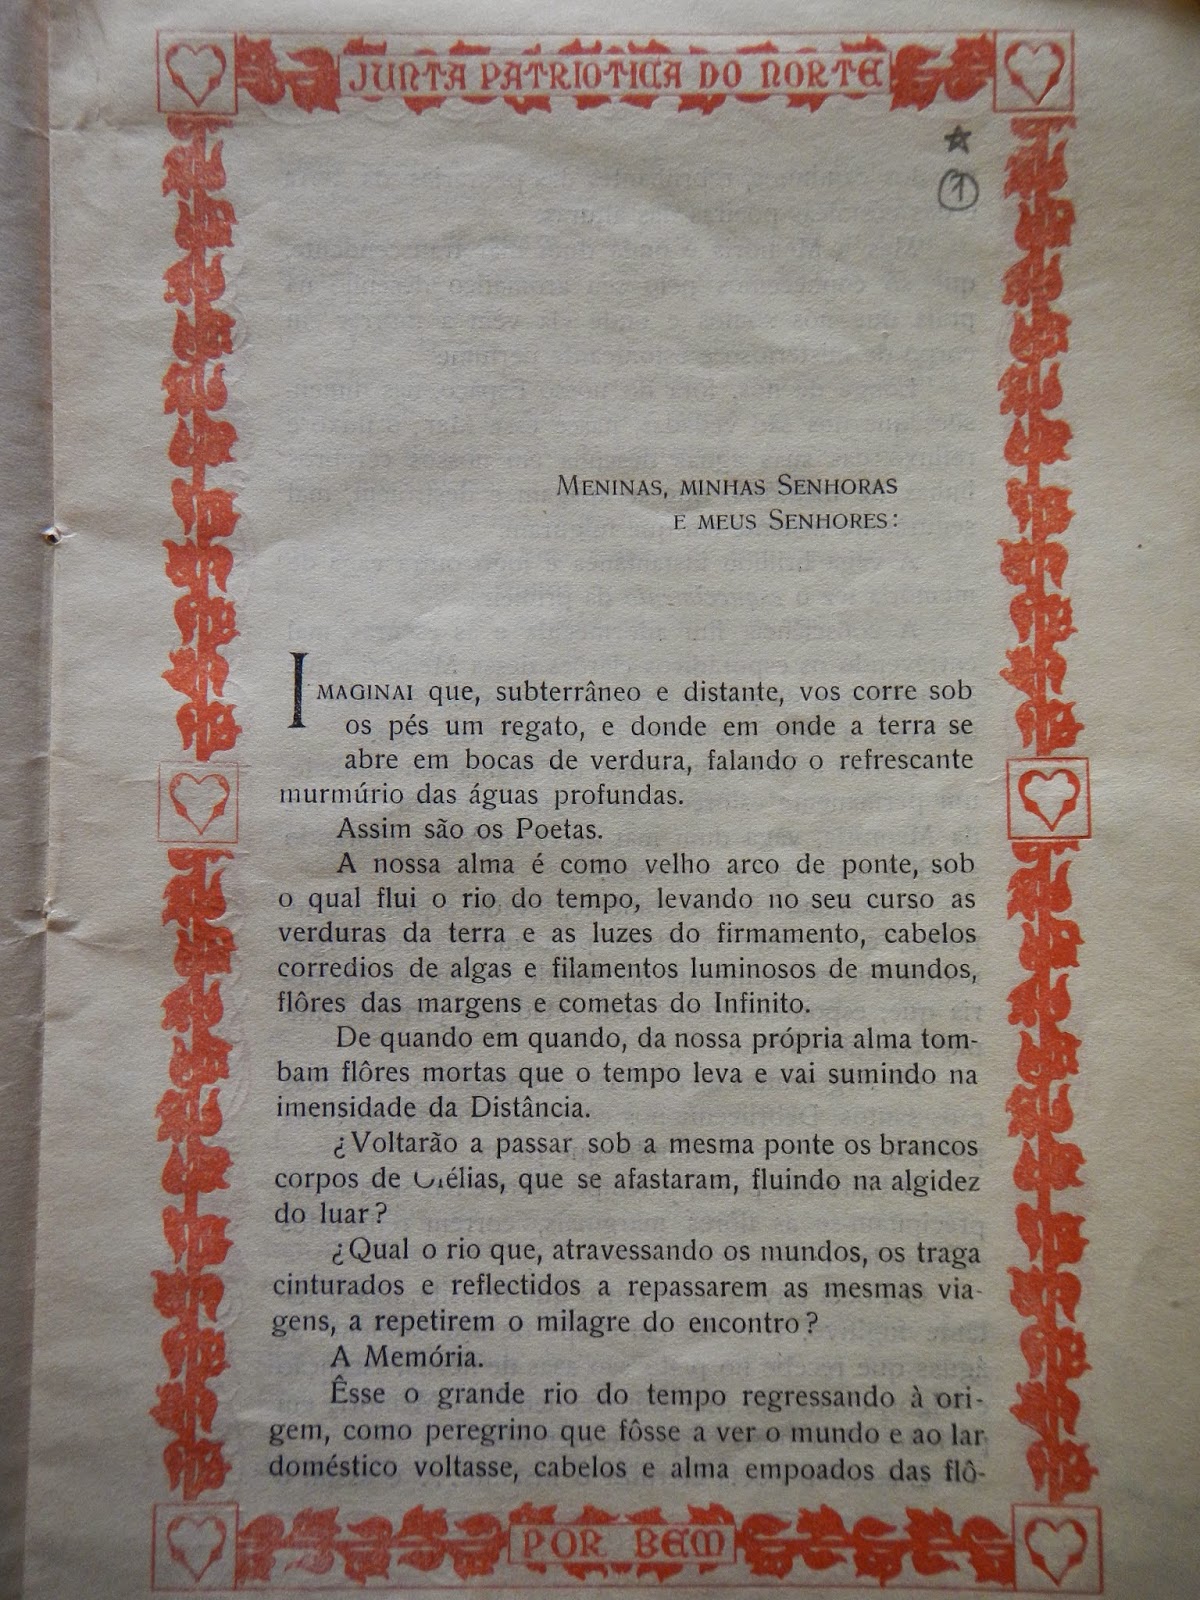 JUNTA PATRIOTICA DO NORTE
1
MENINAS, MINHAS SENHORAS
E MEUS SENHORES:
IMAGINAI que, subterrâneo e distante, vos corre sob
os pés um regato, e donde em onde a terra se
abre em bocas de verdura, falando o refrescante
murmúrio das águas profundas.
Assim são os Poetas.
A nossa alma é como velho arco de ponte, sob
o qual flui o rio do tempo, levando no seu curso as
verduras da terra e as luzes do firmamento, cabelos
corredios de algas e filamentos luminosos de mundos,
flôres das margens e cometas do Infinito.
De quando em quando, da nossa própria alma tom-
bam flôres mortas que o tempo leva e vai sumindo na
imensidade da Distância.
¿Voltarão a passar sob a mesma ponte os brancos
corpos de que se afastaram, fluindo na algidez
do luar?
¿Qual o rio que, atravessando os mundos, os traga
cinturados e reflectidos a repassarem as mesmas via-
gens, a repetirem o milagre do encontro?
A Memória.
Êsse o grande rio do tempo regressando à ori-
gem, como peregrino que fôsse a ver o mundo e ao lar
doméstico voltasse, cabelos e alma empoados das flô-
POR BEM